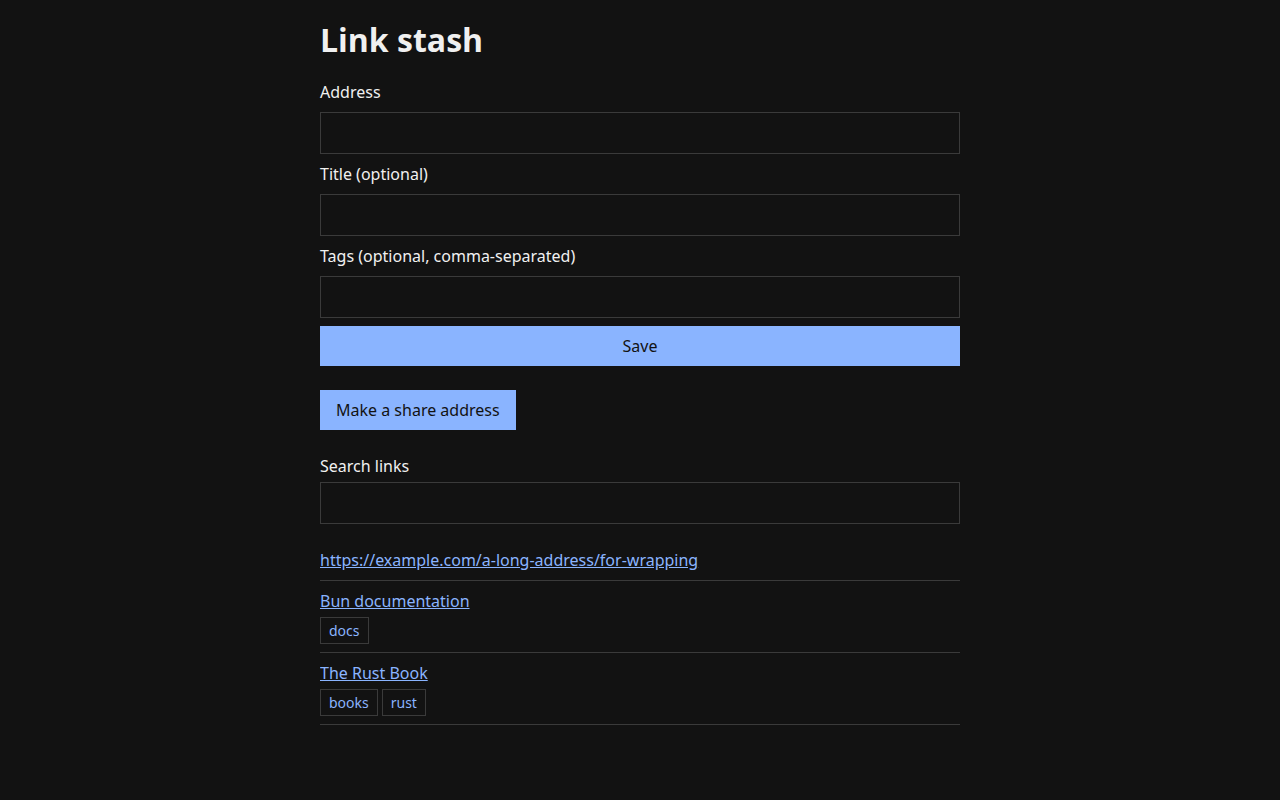 Link stash
Address
Title (optional)
Tags (optional, comma-separated)
Save
Make a share address
Search links
https://example.com/a-long-address/for-wrapping
Bun documentation
docs
The Rust Book
books rust